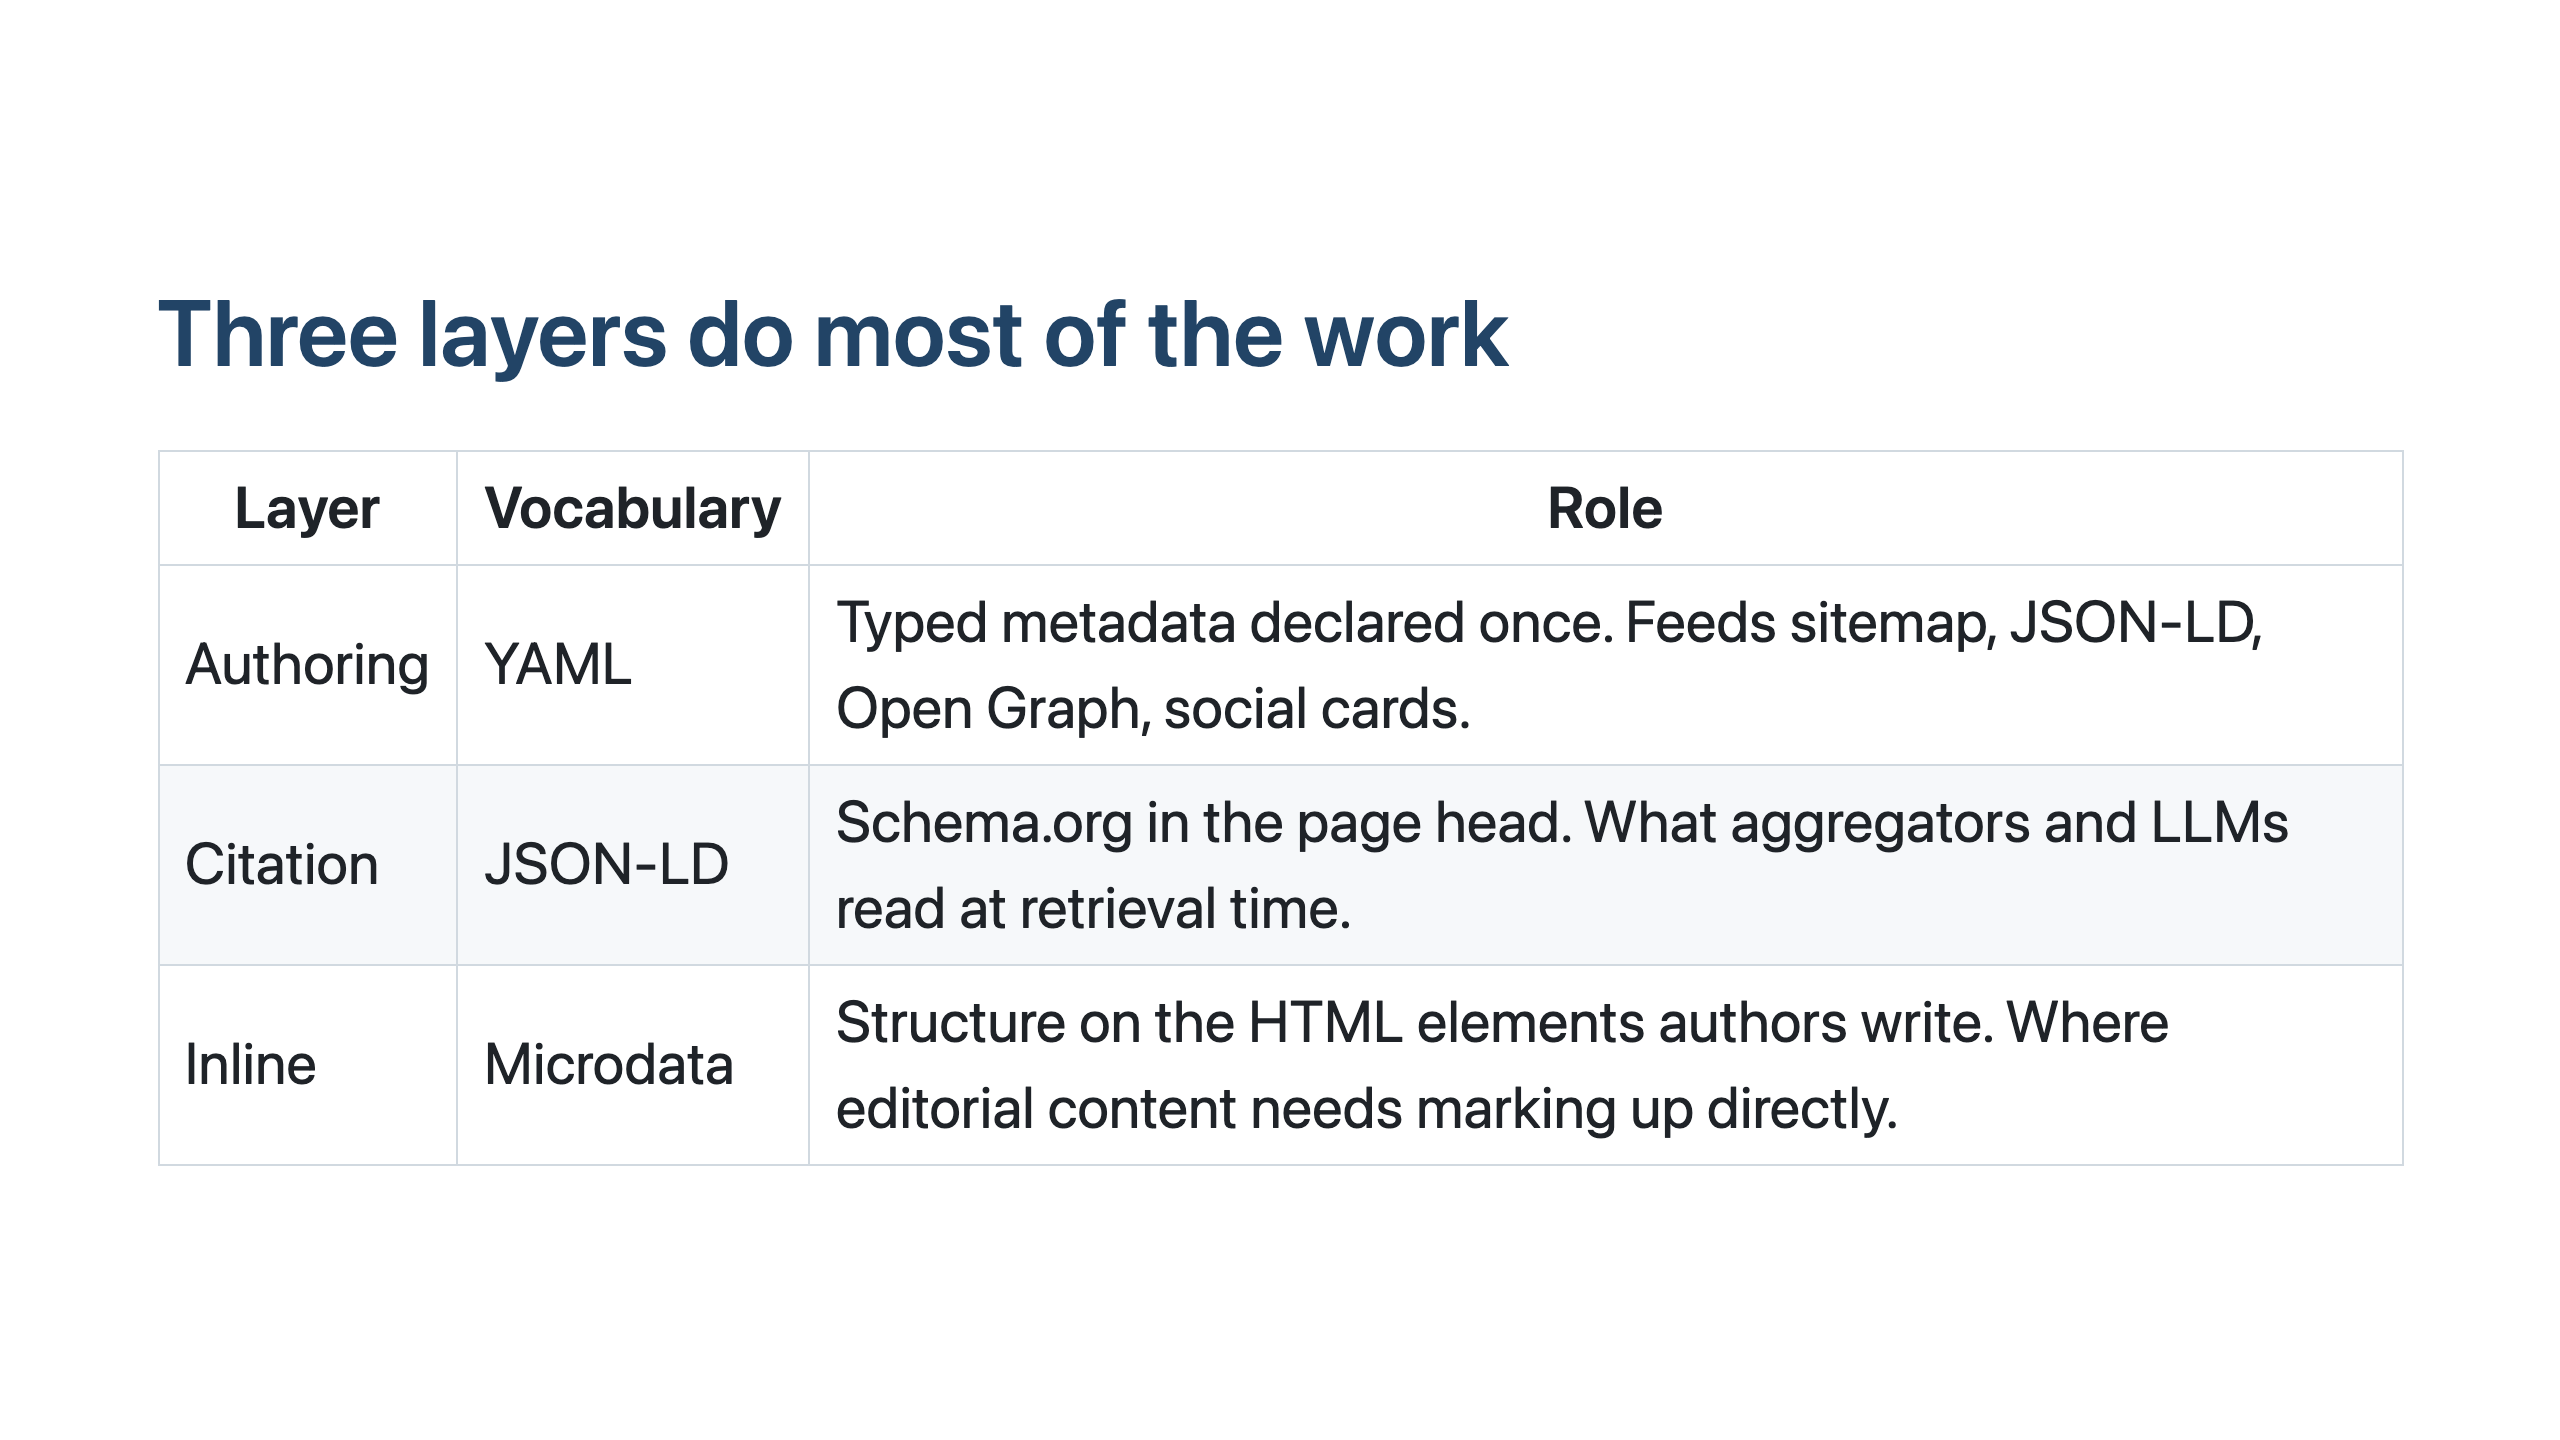 Three layers do most of the work
Layer Vocabulary Role
Authoring YAML Typed metadata declared once. Feeds sitemap, JSON-LD,
Open Graph, social cards.
Citation JSON-LD Schema.org in the page head. What aggregators and LLMs
read at retrieval time.
Inline Microdata Structure on the HTML elements authors write. Where
editorial content needs marking up directly.